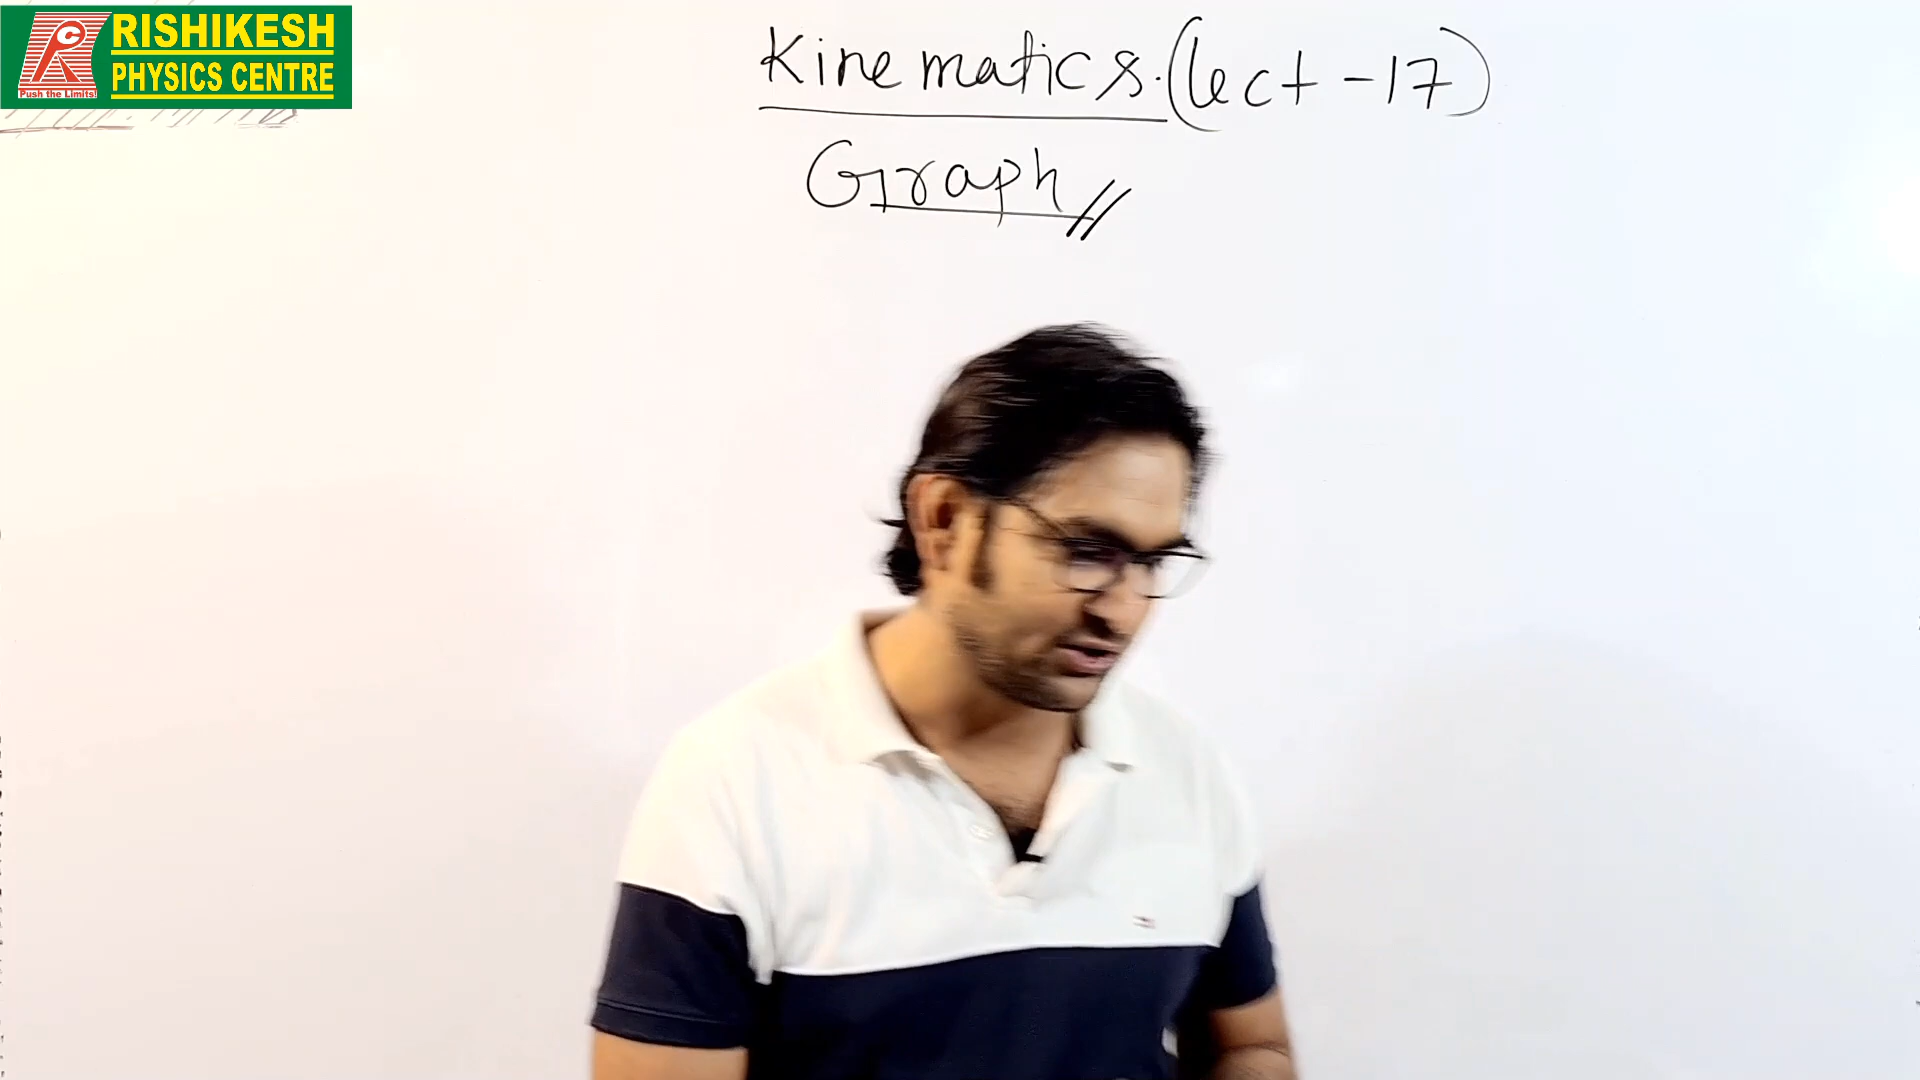 RISHIKESH
PHYSICS CENTRE
Push the Limits!
Kinematics. (Lect-17)
Graph